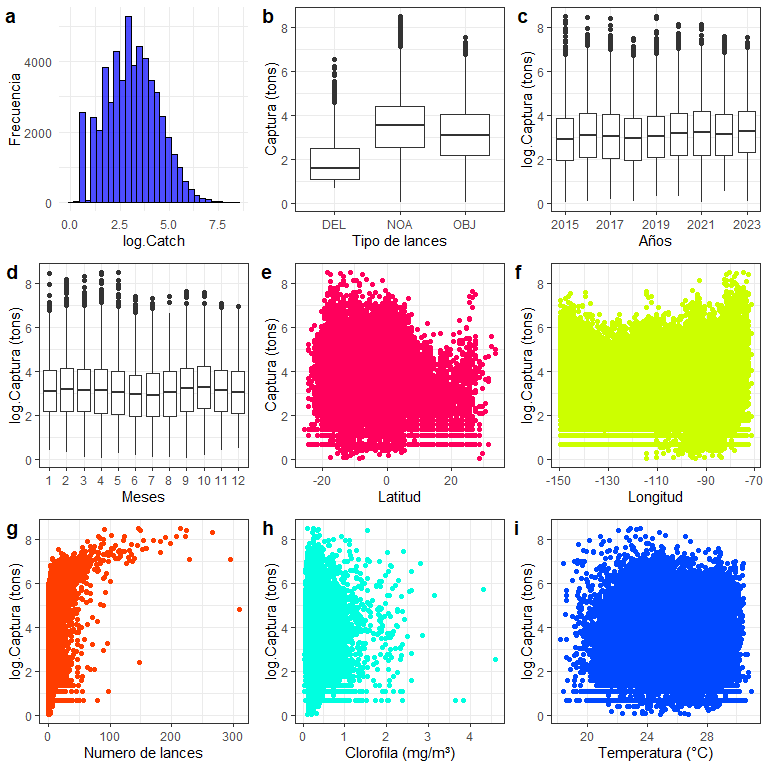 a
Frecuencia
4000
2000
0
0.0 2.5 5.0 7.5
log.Catch
b
Captura (tons)
8
6
4
2
0
DEL NOA OBJ
Tipo de lances
c
log.Captura (tons)
8
6
4
2
0
2015 2017 2019 2021 2023
Años
d
log.Captura (tons)
8
6
4
2
0
1 2 3 4 5 6 7 8 9 10 11 12
Meses
e
Captura (tons)
8
6
4
2
0
-20 0 20
Latitud
f
log.Captura (tons)
8
6
4
2
0
-150 -130 -110 -90 -70
Longitud
g
log.Captura (tons)
8
6
4
2
0
0 100 200 300
Numero de lances
h
log.Captura (tons)
8
6
4
2
0
0 1 2 3 4
Clorofila (mg/m³)
i
log.Captura (tons)
8
6
4
2
0
20 24 28
Temperatura (°C)